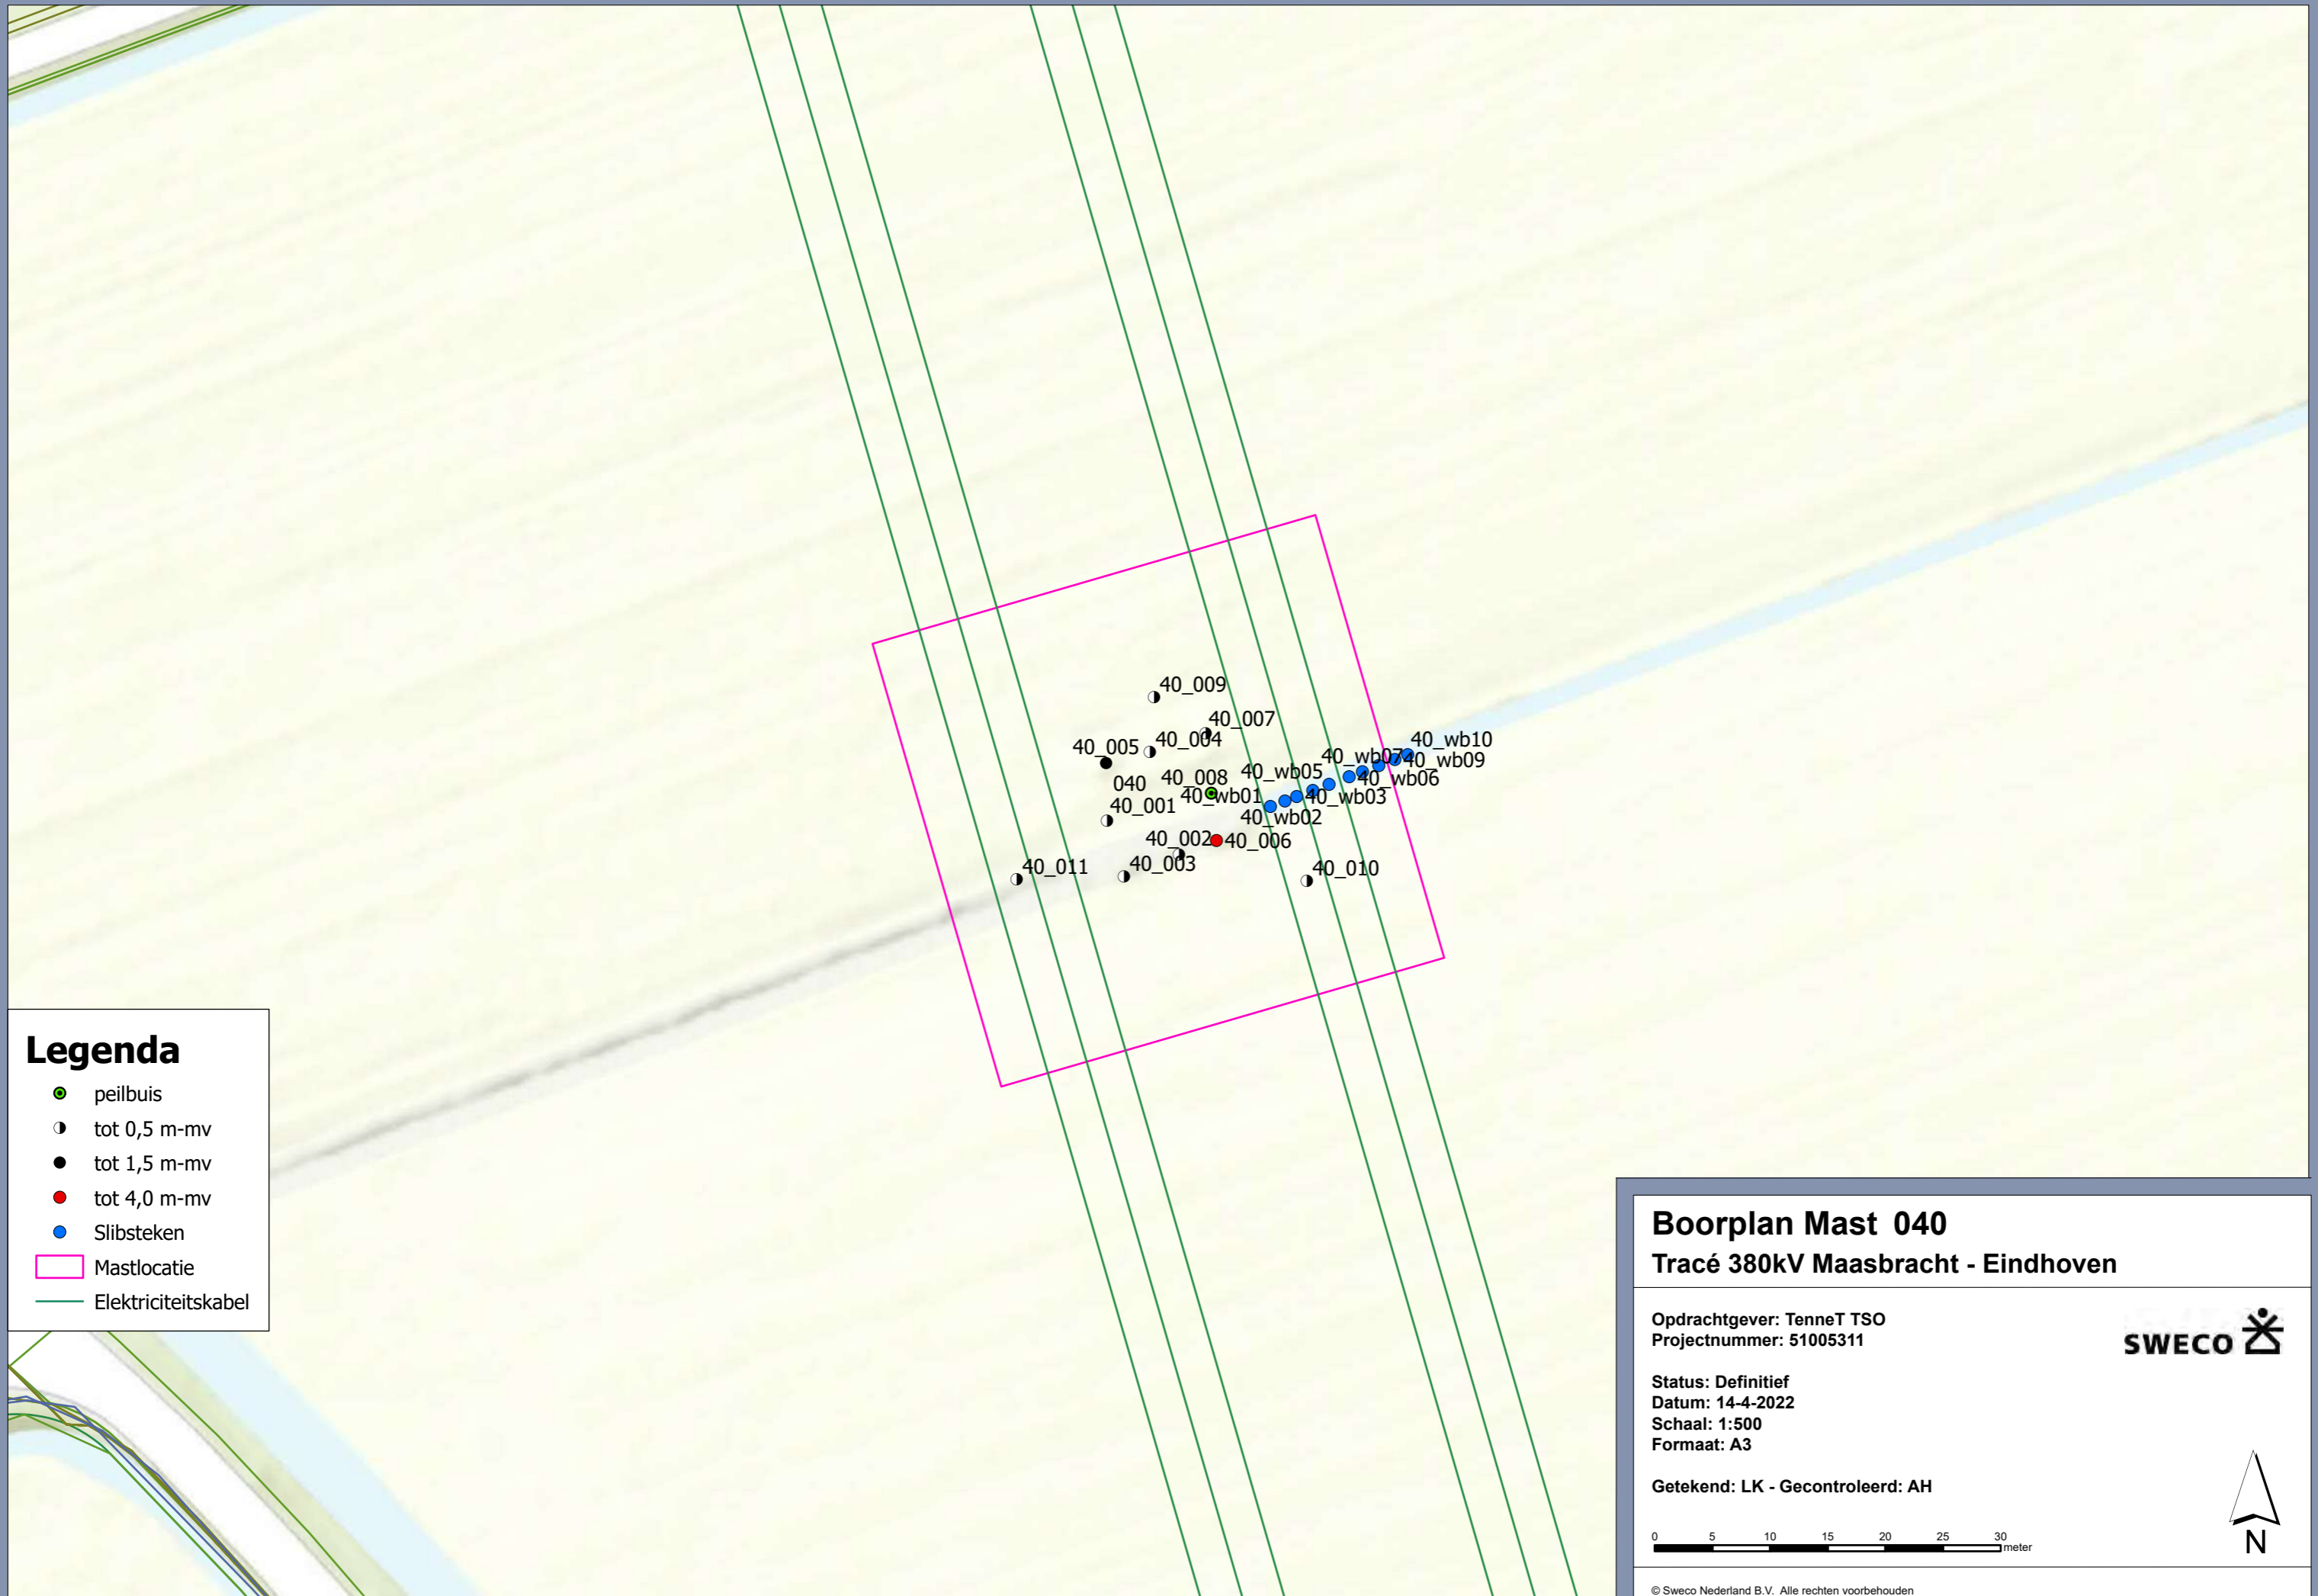 40_009
40_007
40_004
40_005
040
40_008
40_001
40_wb01
40_wb05
40_wb07
40_wb10
40_wb09
40_wb06
40_wb03
40_wb02
40_002
40_006
40_003
40_011
40_010
Legenda
peilbuis
tot 0,5 m-mv
tot 1,5 m-mv
tot 4,0 m-mv
Slibsteken
Mastlocatie
Elektriciteitskabel
Boorplan Mast 040
Tracé 380kV Maasbracht - Eindhoven
Opdrachtgever: TenneT TSO
Projectnummer: 51005311
SWECO
Status: Definitief
Datum: 14-4-2022
Schaal: 1:500
Formaat: A3
Getekend: LK - Gecontroleerd: AH
0 5 10 15 20 25 30
meter
N
© Sweco Nederland B.V. Alle rechten voorbehouden